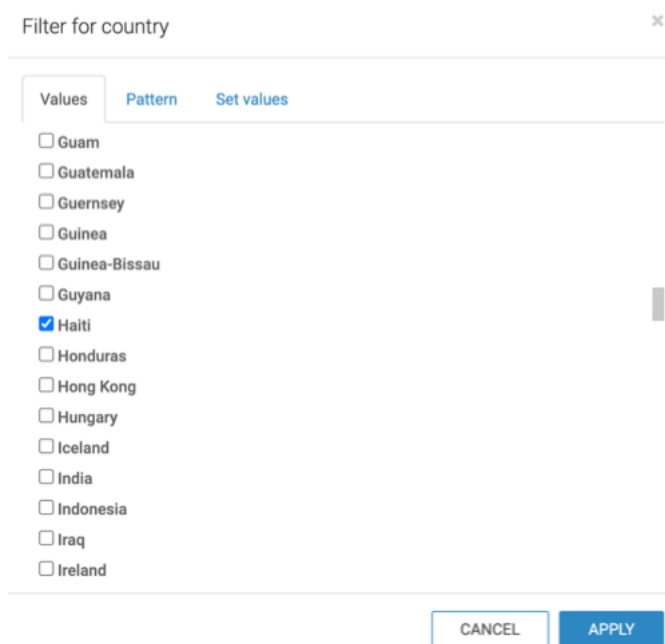 Filter for country
Values Pattern Set values
Guam
Guatemala
Guernsey
Guinea
Guinea-Bissau
Guyana
Haiti
Honduras
Hong Kong
Hungary
Iceland
India
Indonesia
Iraq
Ireland
CANCEL APPLY